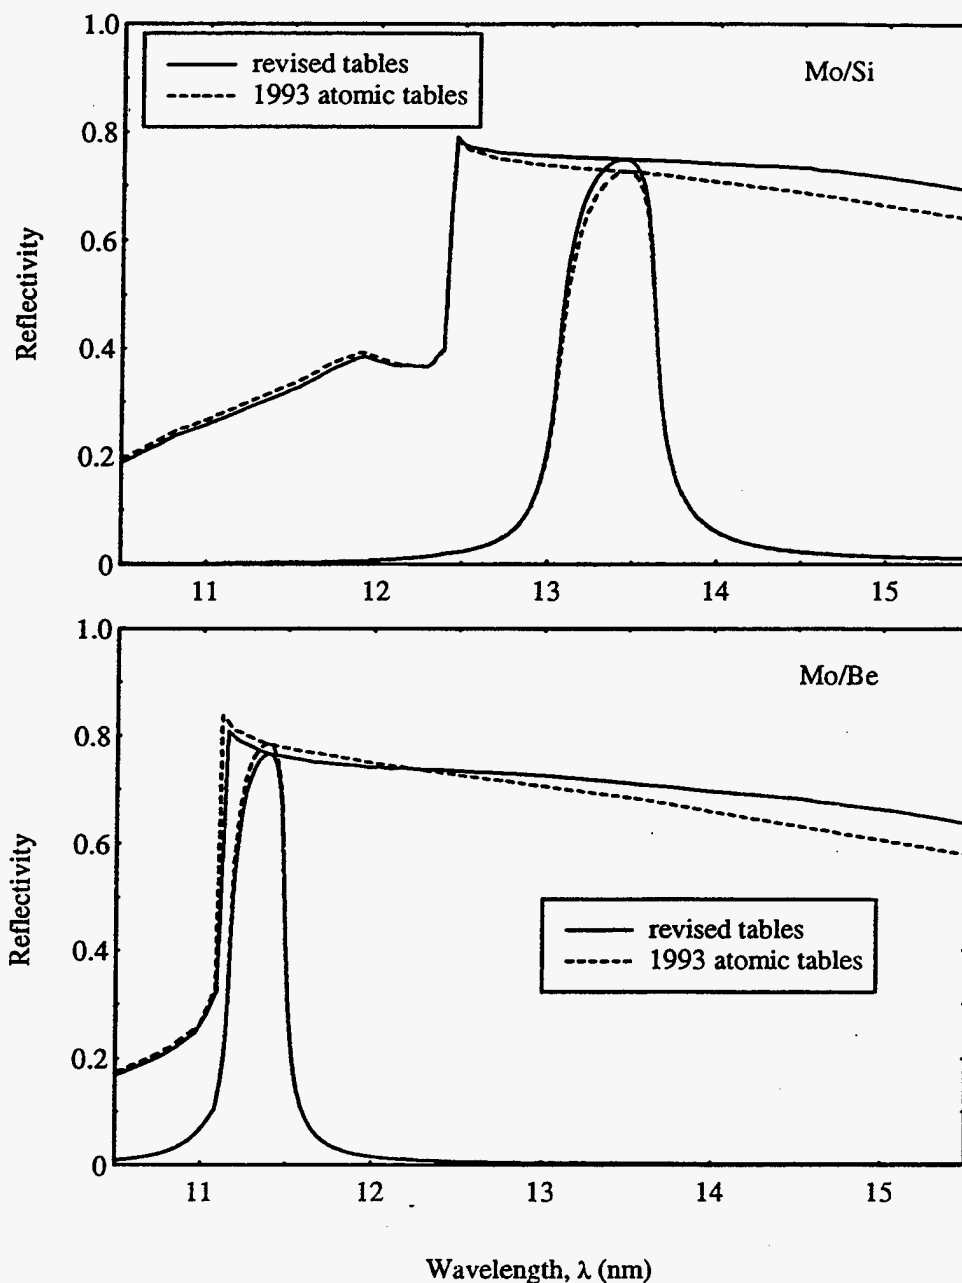 1.0
revised tables
1993 atomic tables
Mo/Si
0.8
0.6
Reflectivity
0.4
0.2
0
11
12
13
14
15
1.0
Mo/Be
0.8
0.6
Reflectivity
revised tables
1993 atomic tables
0.4
0.2
0
11
12
13
14
15
Wavelength, λ (nm)